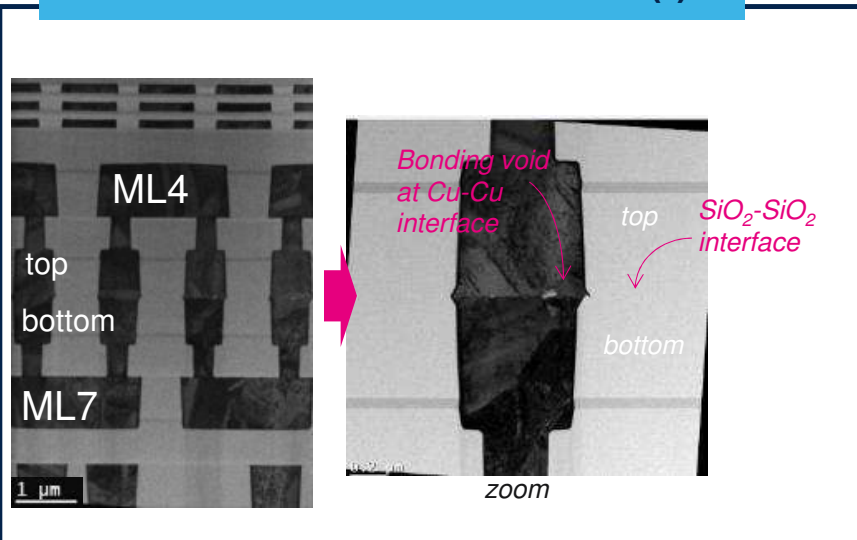 ML4
top
bottom
ML7
1 µm
Bonding void
at Cu-Cu
interface
top
SiO₂-SiO₂
interface
bottom
zoom